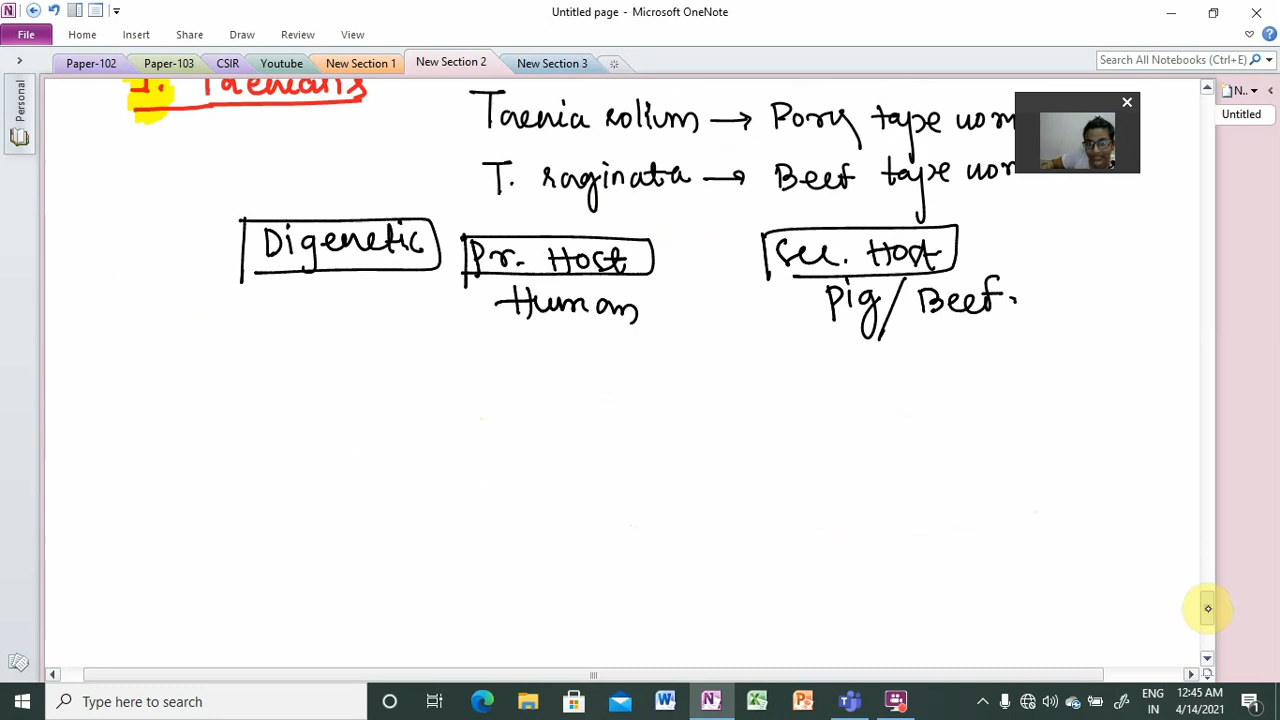 Untitled page - Microsoft OneNote
File Home Insert Share Draw Review View
Paper-102 Paper-103 CSIR Youtube New Section 1 New Section 2 New Section 3
Search All Notebooks (Ctrl+E)
Personal
N..
Untitled
1. Taenians
Taenia solium → Pork tape wor
T. saginata → Beef tape wor
Digenetic Pr. Host Sec. Host
Human Pig/Beef.
Type here to search
ENG
IN
12:45 AM
4/14/2021
1